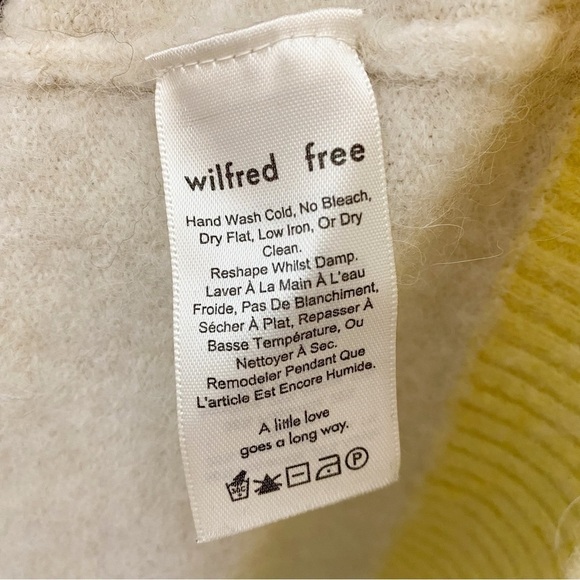 wilfred free
Hand Wash Cold, No Bleach,
Dry Flat, Low Iron, Or Dry
Clean.
Reshape Whilst Damp.
Laver À La Main À L'eau
Froide, Pas De Blanchiment,
Sécher À Plat, Repasser À
Basse Température, Ou
Nettoyer À Sec.
Remodeler Pendant Que
L'article Est Encore Humide.
A little love
goes a long way.
P